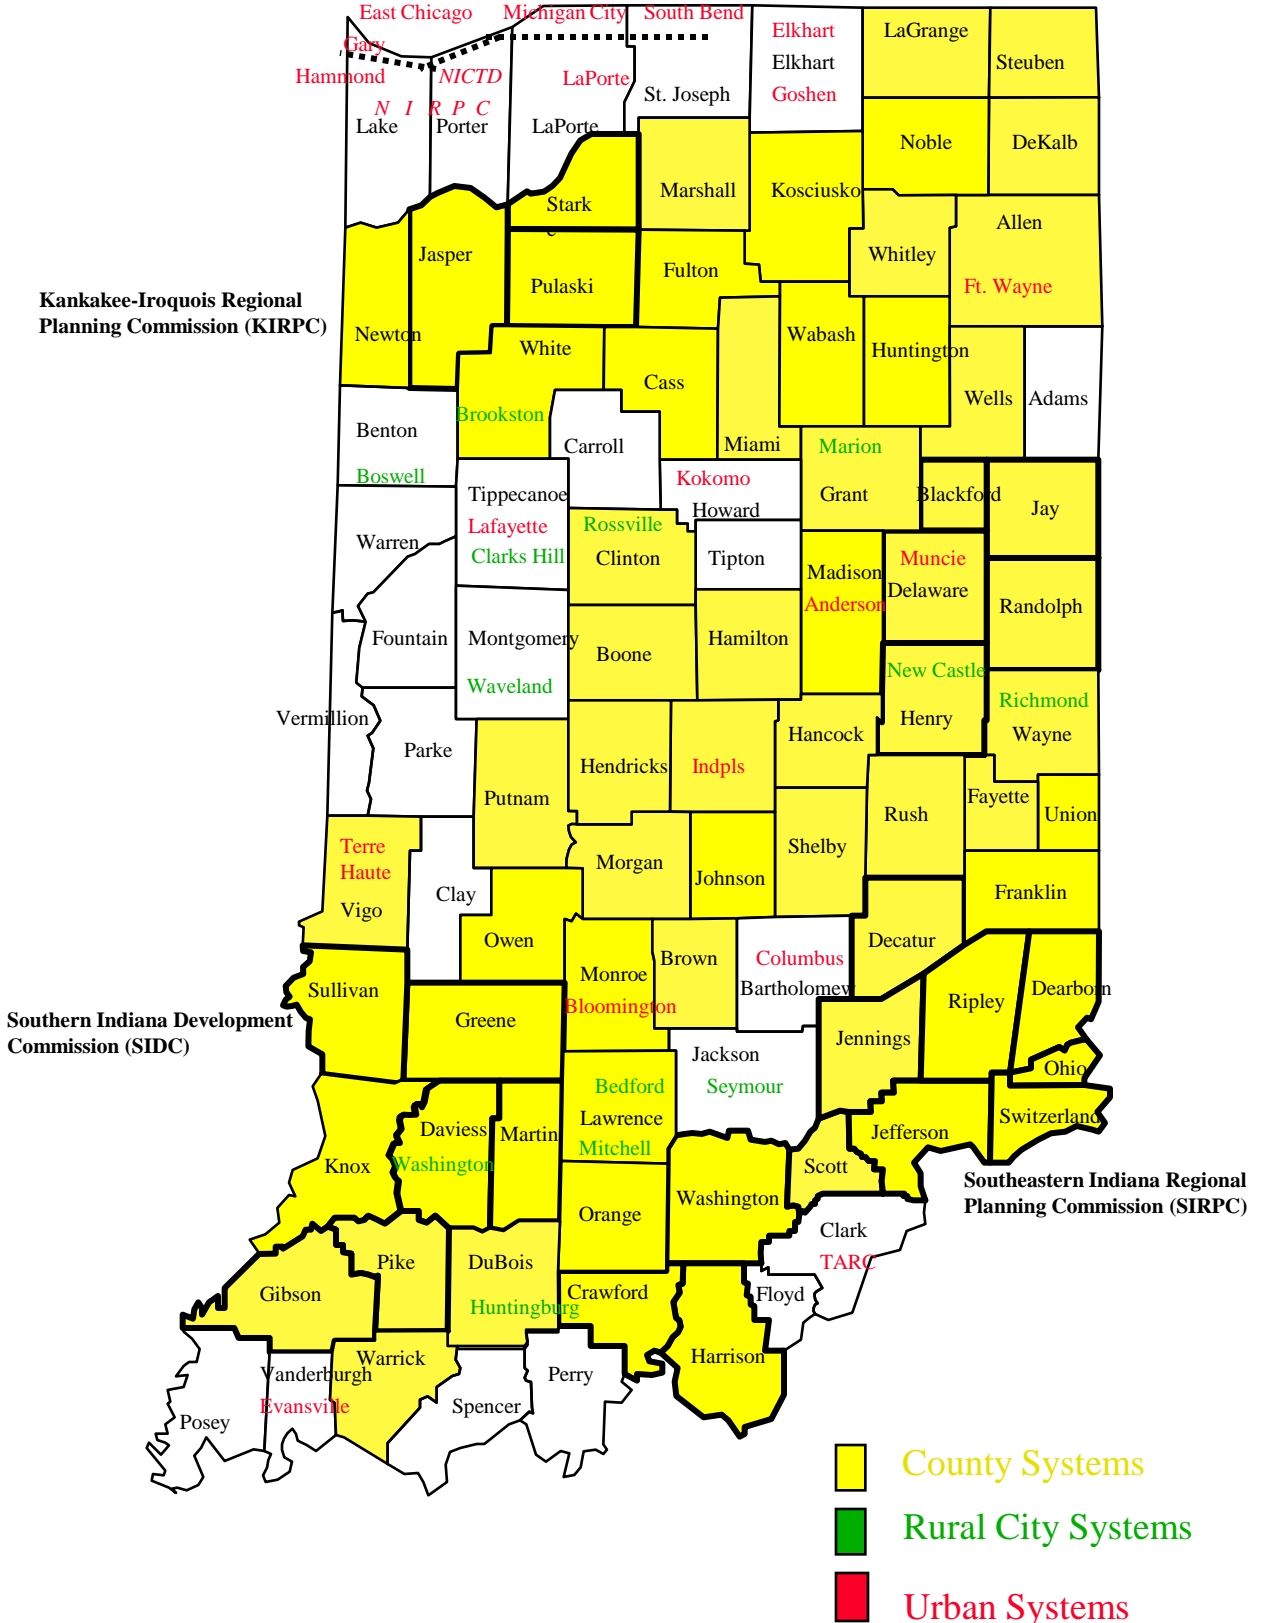 East Chicago
Michigan City
South Bend
Gary
Hammond
NICTD
LaPorte
Elkhart
Elkhart
Goshen
LaGrange
Steuben
N I R P C
Lake
Porter
LaPorte
St. Joseph
Noble
DeKalb
Marshall
Kosciusko
Stark
e
Allen
Jasper
Whitley
Fulton
Pulaski
Ft. Wayne
Kankakee-Iroquois Regional
Planning Commission (KIRPC)
Newton
White
Wabash
Huntington
Cass
Wells
Adams
Brookston
Benton
Carroll
Miami
Marion
Boswell
Kokomo
Tippecanoe
Grant
Blackford
Jay
Howard
Lafayette
Rossville
Warren
Clarks Hill
Clinton
Tipton
Muncie
Madison
Delaware
Anderson
Randolph
Fountain
Montgomery
Boone
Hamilton
New Castle
Waveland
Richmond
Vermillion
Henry
Wayne
Hancock
Parke
Hendricks
Indpls
Putnam
Fayette
Union
Rush
Terre
Haute
Shelby
Morgan
Johnson
Clay
Franklin
Vigo
Owen
Decatur
Brown
Columbus
Monroe
Bartholomew
Sullivan
Bloomington
Ripley
Dearborn
Southern Indiana Development
Commission (SIDC)
Greene
Jennings
Jackson
Ohio
Bedford
Seymour
Lawrence
Switzerland
Daviess
Martin
Jefferson
Mitchell
Washington
Knox
Scott
Southeastern Indiana Regional
Planning Commission (SIRPC)
Washington
Orange
Clark
Pike
DuBois
TARC
Gibson
Crawford
Floyd
Huntingburg
Warrick
Harrison
Vanderburgh
Perry
Evansville
Spencer
Posey
County Systems
Rural City Systems
Urban Systems